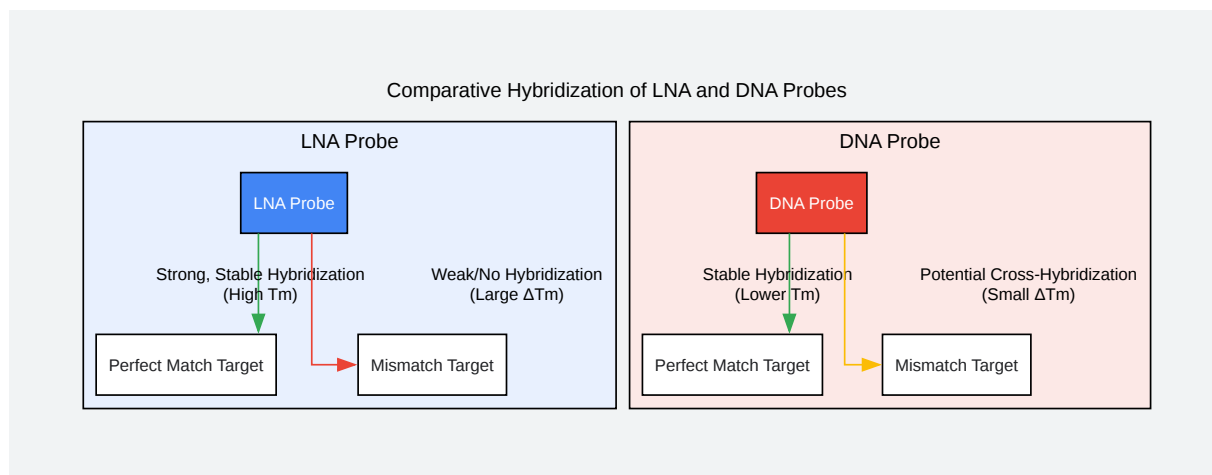 Comparative Hybridization of LNA and DNA Probes
LNA Probe
LNA Probe
Strong, Stable Hybridization
(High Tm)
Weak/No Hybridization
(Large ΔTm)
Perfect Match Target
Mismatch Target
DNA Probe
DNA Probe
Stable Hybridization
(Lower Tm)
Potential Cross-Hybridization
(Small ΔTm)
Perfect Match Target
Mismatch Target